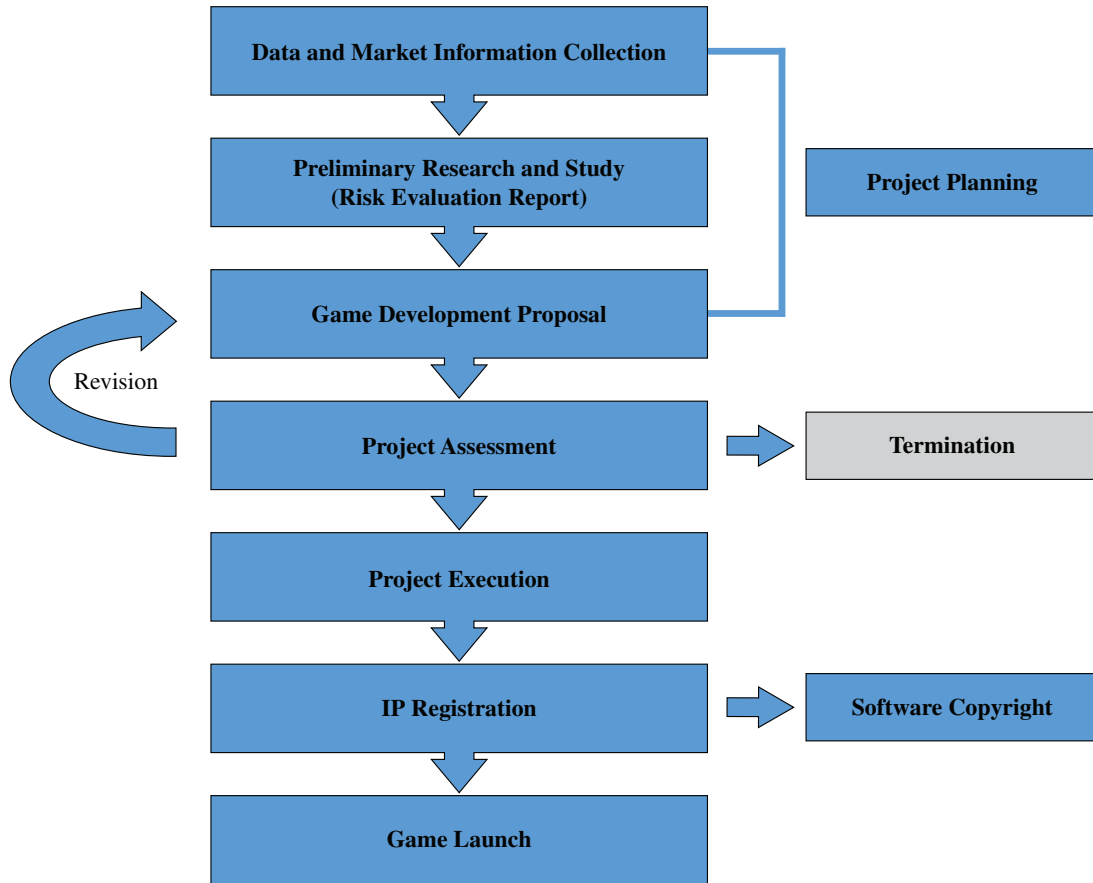 Data and Market Information Collection
Preliminary Research and Study
(Risk Evaluation Report)
Project Planning
Game Development Proposal
Revision
Project Assessment
Termination
Project Execution
IP Registration
Software Copyright
Game Launch